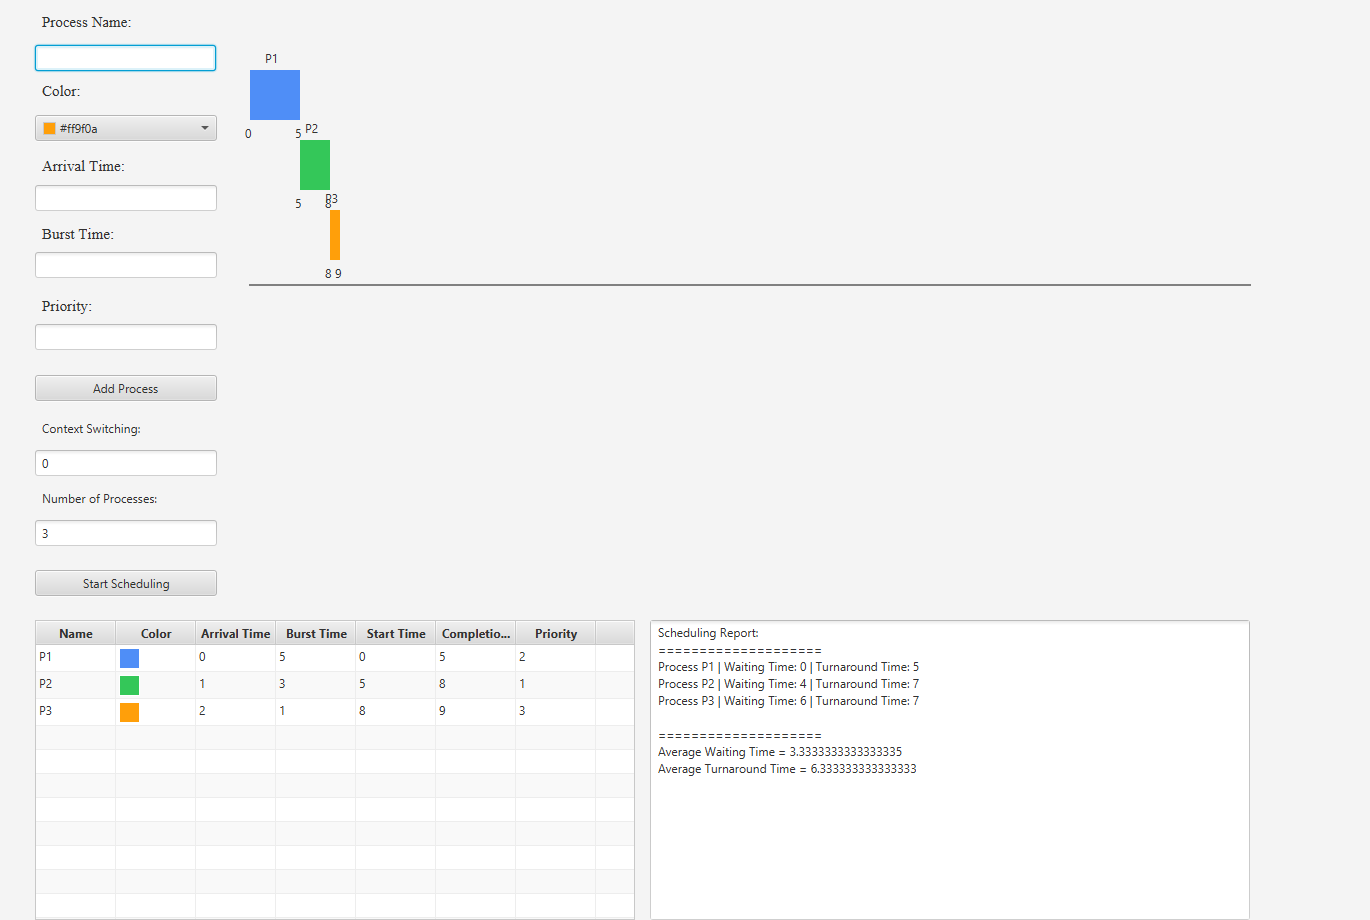 Process Name:
Color:
#ff9f0a
Arrival Time:
Burst Time:
Priority:
Add Process
Context Switching:
0
Number of Processes:
3
Start Scheduling
P1
0 5
P2
5 8
P3
8 9
Name Color Arrival Time Burst Time Start Time Completio... Priority
P1 0 5 0 5 2
P2 1 3 5 8 1
P3 2 1 8 9 3
Scheduling Report:
====================
Process P1 | Waiting Time: 0 | Turnaround Time: 5
Process P2 | Waiting Time: 4 | Turnaround Time: 7
Process P3 | Waiting Time: 6 | Turnaround Time: 7
====================
Average Waiting Time = 3.3333333333333335
Average Turnaround Time = 6.333333333333333